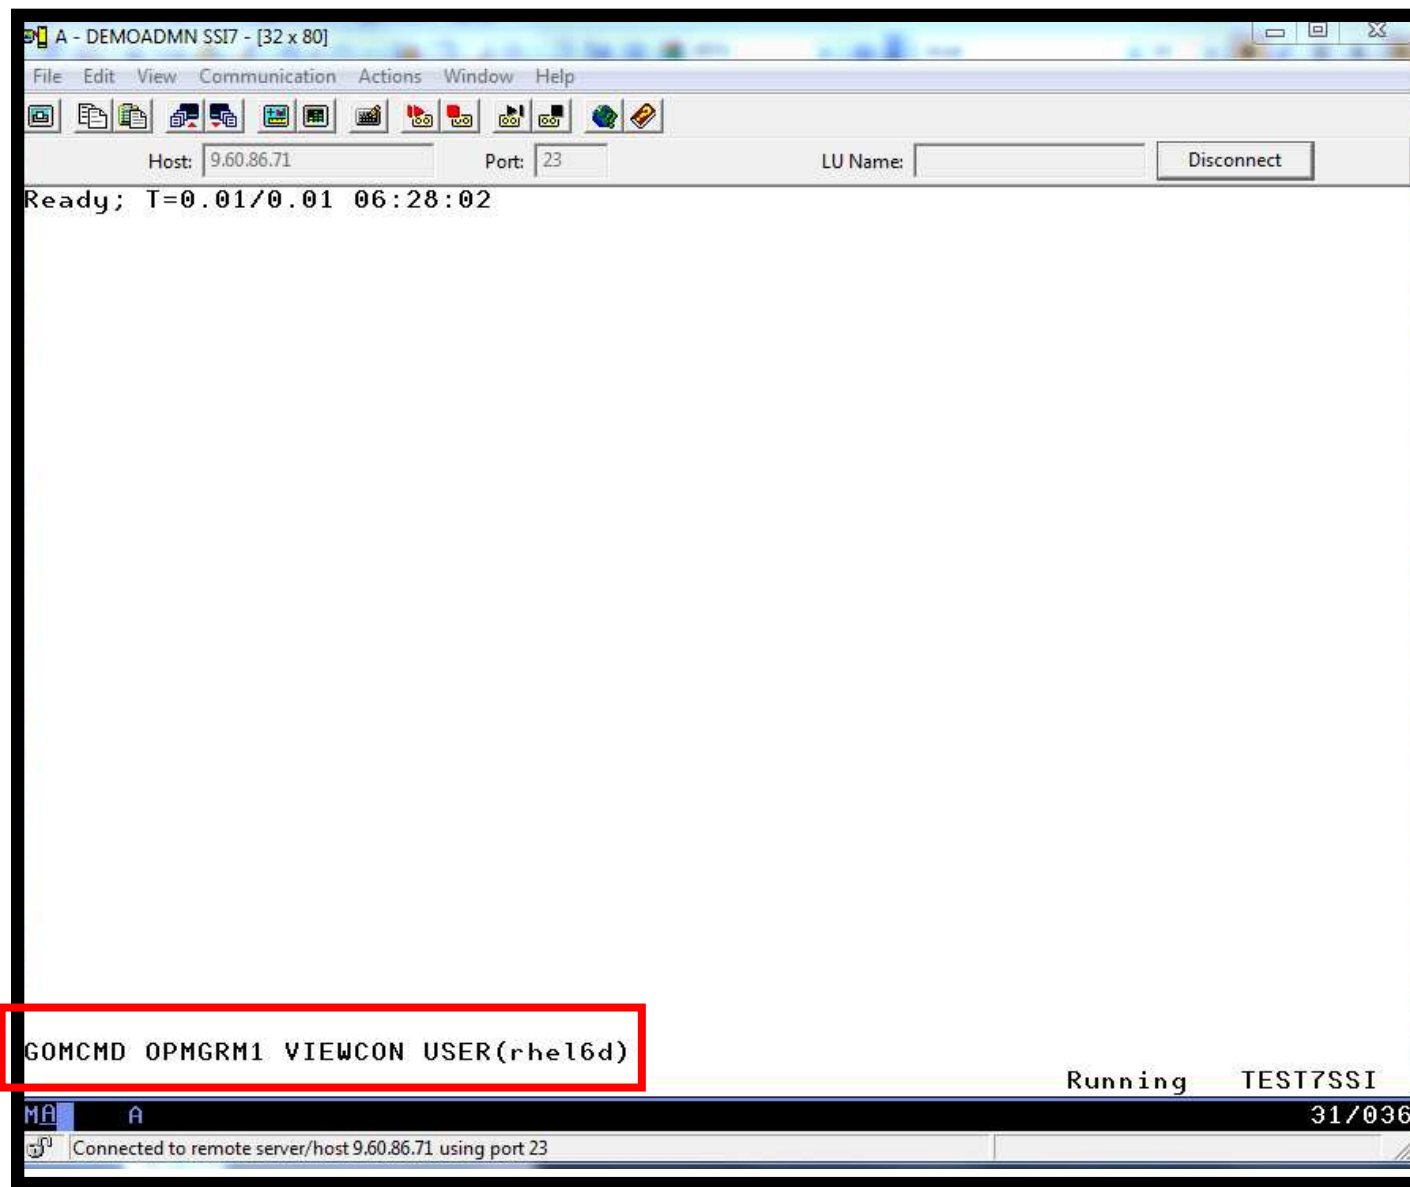 A - DEMOADMN SSI7 - [32 x 80]
File Edit View Communication Actions Window Help
Host: 9.60.86.71 Port: 23 LU Name: Disconnect
Ready; T=0.01/0.01 06:28:02
GOMCMD OPMGRM1 VIEWCON USER(rhel6d)
Running TEST7SSI
MA A 31/036
Connected to remote server/host 9.60.86.71 using port 23